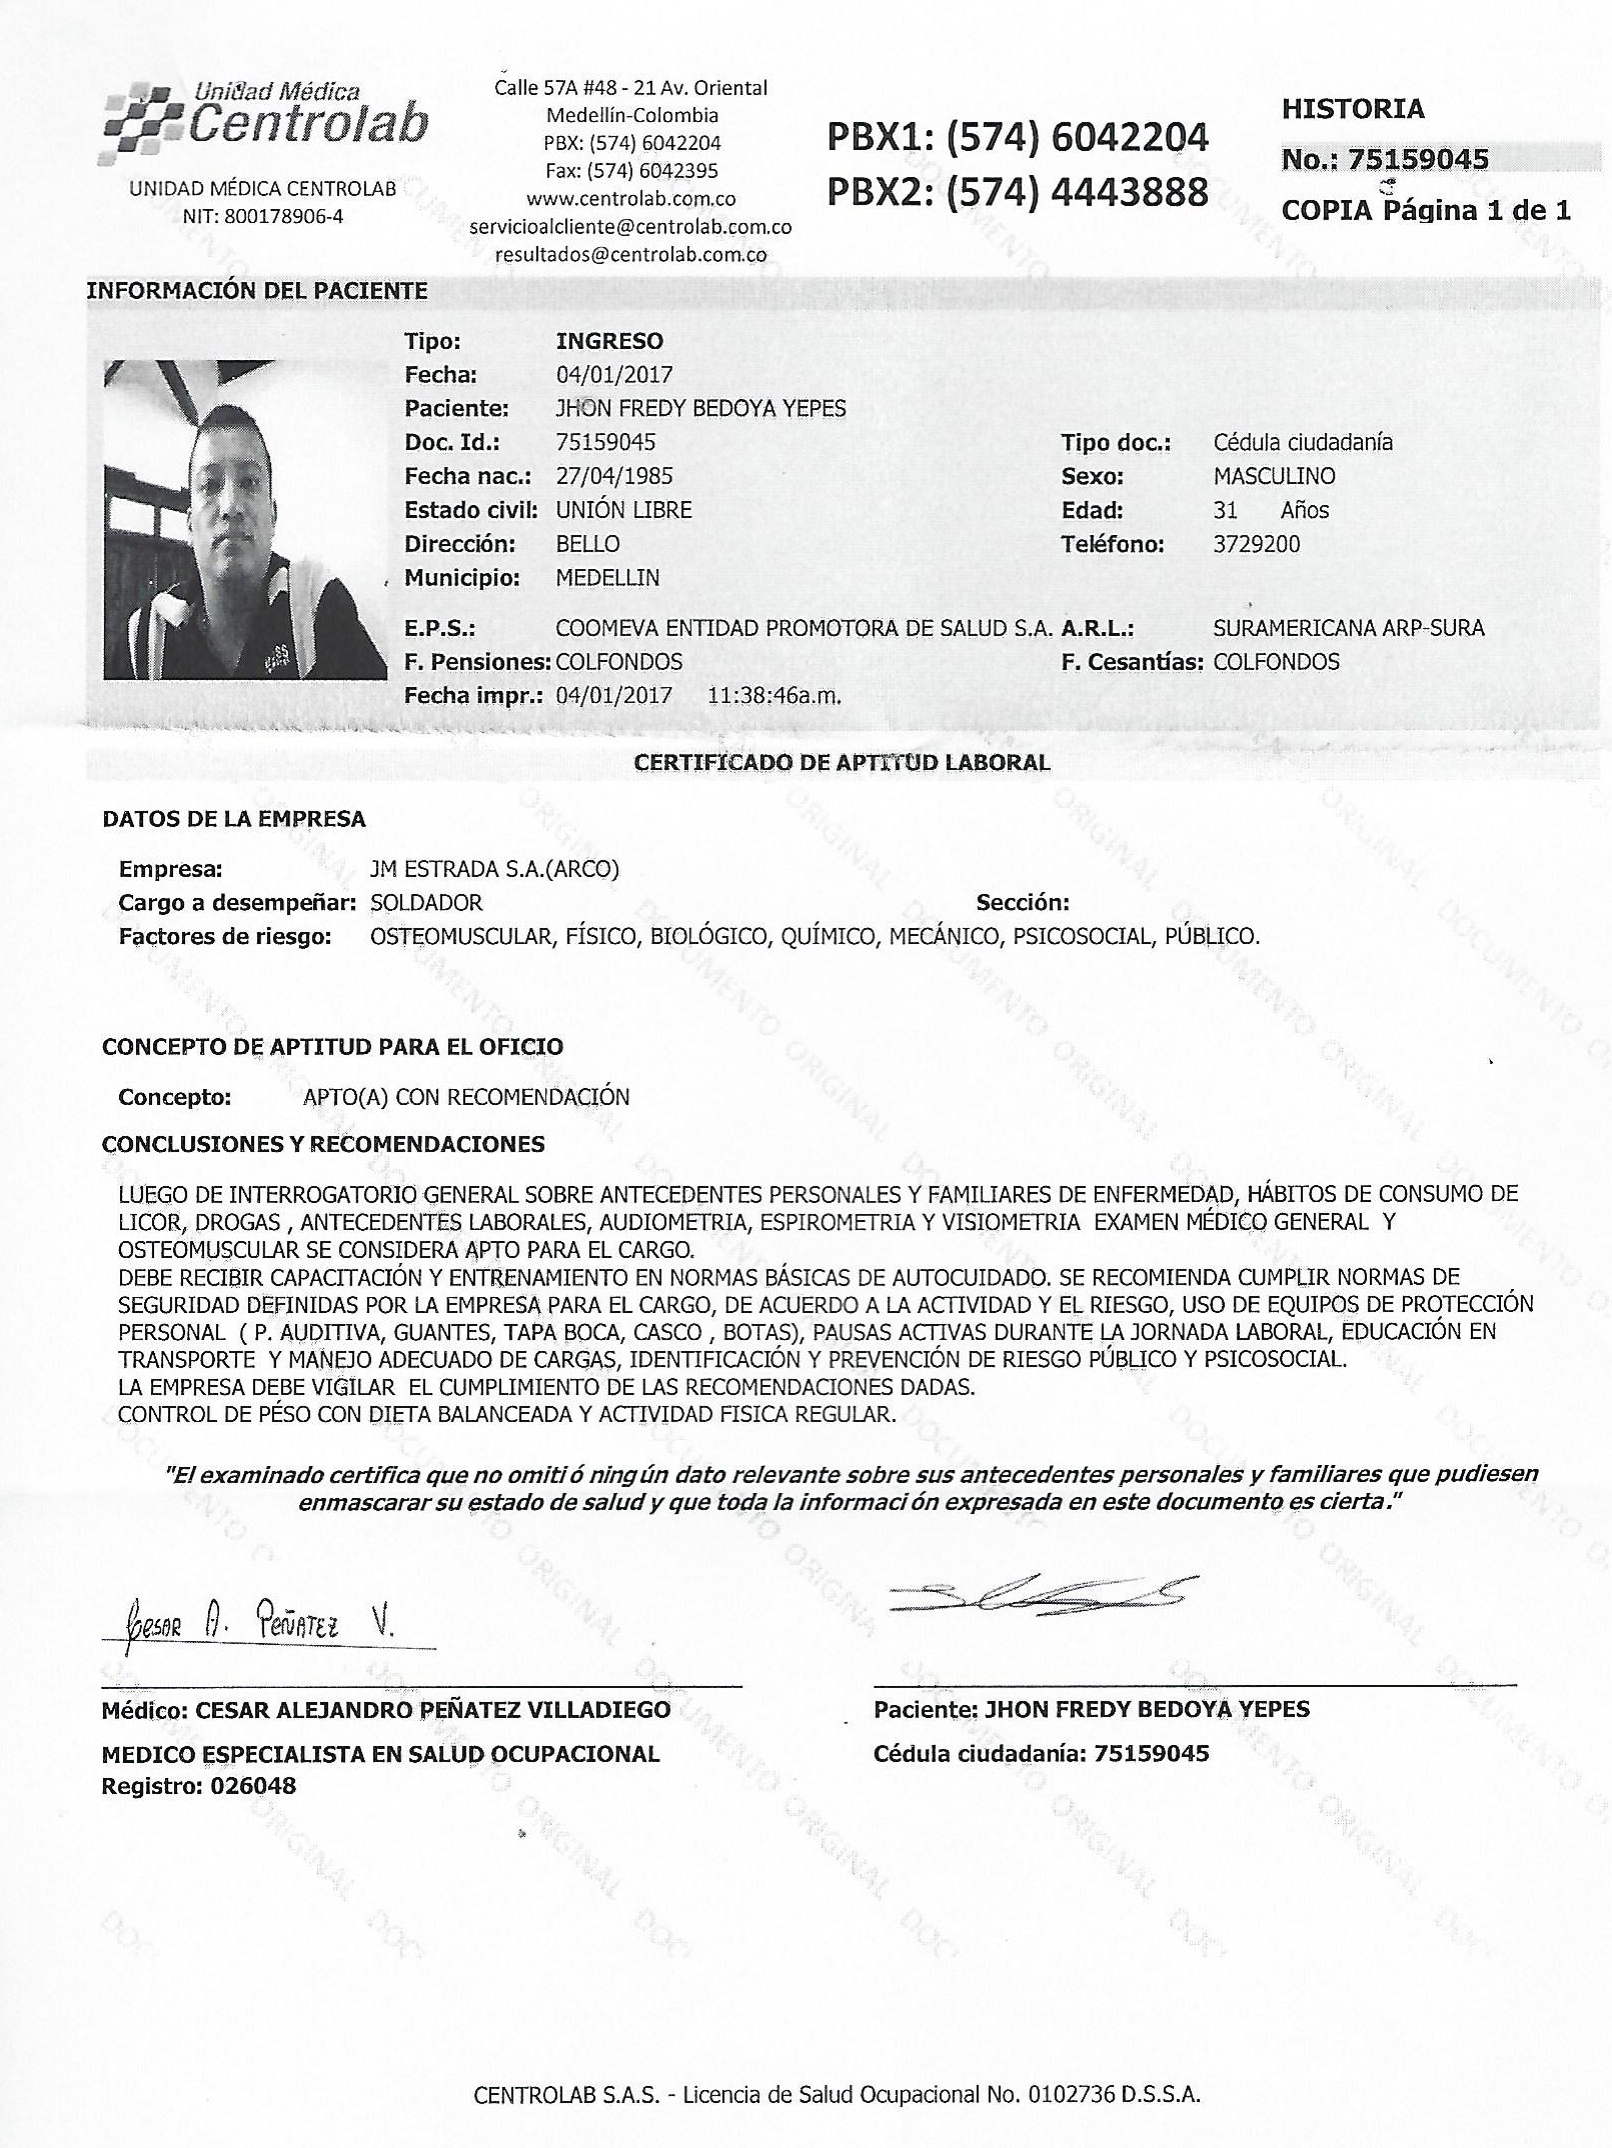 Unidad Médica
Centrolab
UNIDAD MÉDICA CENTROLAB
NIT: 800178906-4
Calle 57A #48 - 21 Av. Oriental
Medellín-Colombia
PBX: (574) 6042204
Fax: (574) 6042395
www.centrolab.com.co
servicioalcliente@centrolab.com.co
resultados@centrolab.com.co
PBX1: (574) 6042204
PBX2: (574) 4443888
HISTORIA
No.: 75159045
COPIA Página 1 de 1
INFORMACIÓN DEL PACIENTE
Tipo: INGRESO
Fecha: 04/01/2017
Paciente: JHON FREDY BEDOYA YEPES
Doc. Id.: 75159045 Tipo doc.: Cédula ciudadanía
Fecha nac.: 27/04/1985 Sexo: MASCULINO
Estado civil: UNIÓN LIBRE Edad: 31 Años
Dirección: BELLO Teléfono: 3729200
Municipio: MEDELLIN
E.P.S.: COOMEVA ENTIDAD PROMOTORA DE SALUD S.A. A.R.L.: SURAMERICANA ARP-SURA
F. Pensiones: COLFONDOS F. Cesantías: COLFONDOS
Fecha impr.: 04/01/2017 11:38:46a.m.
CERTIFICADO DE APTITUD LABORAL
DATOS DE LA EMPRESA
Empresa: JM ESTRADA S.A.(ARCO)
Cargo a desempeñar: SOLDADOR Sección:
Factores de riesgo: OSTEOMUSCULAR, FÍSICO, BIOLÓGICO, QUÍMICO, MECÁNICO, PSICOSOCIAL, PÚBLICO.
CONCEPTO DE APTITUD PARA EL OFICIO
Concepto: APTO(A) CON RECOMENDACIÓN
CONCLUSIONES Y RECOMENDACIONES
LUEGO DE INTERROGATORIO GENERAL SOBRE ANTECEDENTES PERSONALES Y FAMILIARES DE ENFERMEDAD, HÁBITOS DE CONSUMO DE
LICOR, DROGAS , ANTECEDENTES LABORALES, AUDIOMETRIA, ESPIROMETRIA Y VISIOMETRIA EXAMEN MÉDICO GENERAL Y
OSTEOMUSCULAR SE CONSIDERA APTO PARA EL CARGO.
DEBE RECIBIR CAPACITACIÓN Y ENTRENAMIENTO EN NORMAS BÁSICAS DE AUTOCUIDADO. SE RECOMIENDA CUMPLIR NORMAS DE
SEGURIDAD DEFINIDAS POR LA EMPRESA PARA EL CARGO, DE ACUERDO A LA ACTIVIDAD Y EL RIESGO, USO DE EQUIPOS DE PROTECCIÓN
PERSONAL ( P. AUDITIVA, GUANTES, TAPA BOCA, CASCO , BOTAS), PAUSAS ACTIVAS DURANTE LA JORNADA LABORAL, EDUCACIÓN EN
TRANSPORTE Y MANEJO ADECUADO DE CARGAS, IDENTIFICACIÓN Y PREVENCIÓN DE RIESGO PÚBLICO Y PSICOSOCIAL.
LA EMPRESA DEBE VIGILAR EL CUMPLIMIENTO DE LAS RECOMENDACIONES DADAS.
CONTROL DE PÉSO CON DIETA BALANCEADA Y ACTIVIDAD FISICA REGULAR.
"El examinado certifica que no omitió ningún dato relevante sobre sus antecedentes personales y familiares que pudiesen
enmascarar su estado de salud y que toda la información expresada en este documento es cierta."
Cesar A. Peñatez V.
Médico: CESAR ALEJANDRO PEÑATEZ VILLADIEGO
MEDICO ESPECIALISTA EN SALUD OCUPACIONAL
Registro: 026048
Paciente: JHON FREDY BEDOYA YEPES
Cédula ciudadanía: 75159045
DOCUMENTO ORIGINAL
CENTROLAB S.A.S. - Licencia de Salud Ocupacional No. 0102736 D.S.S.A.